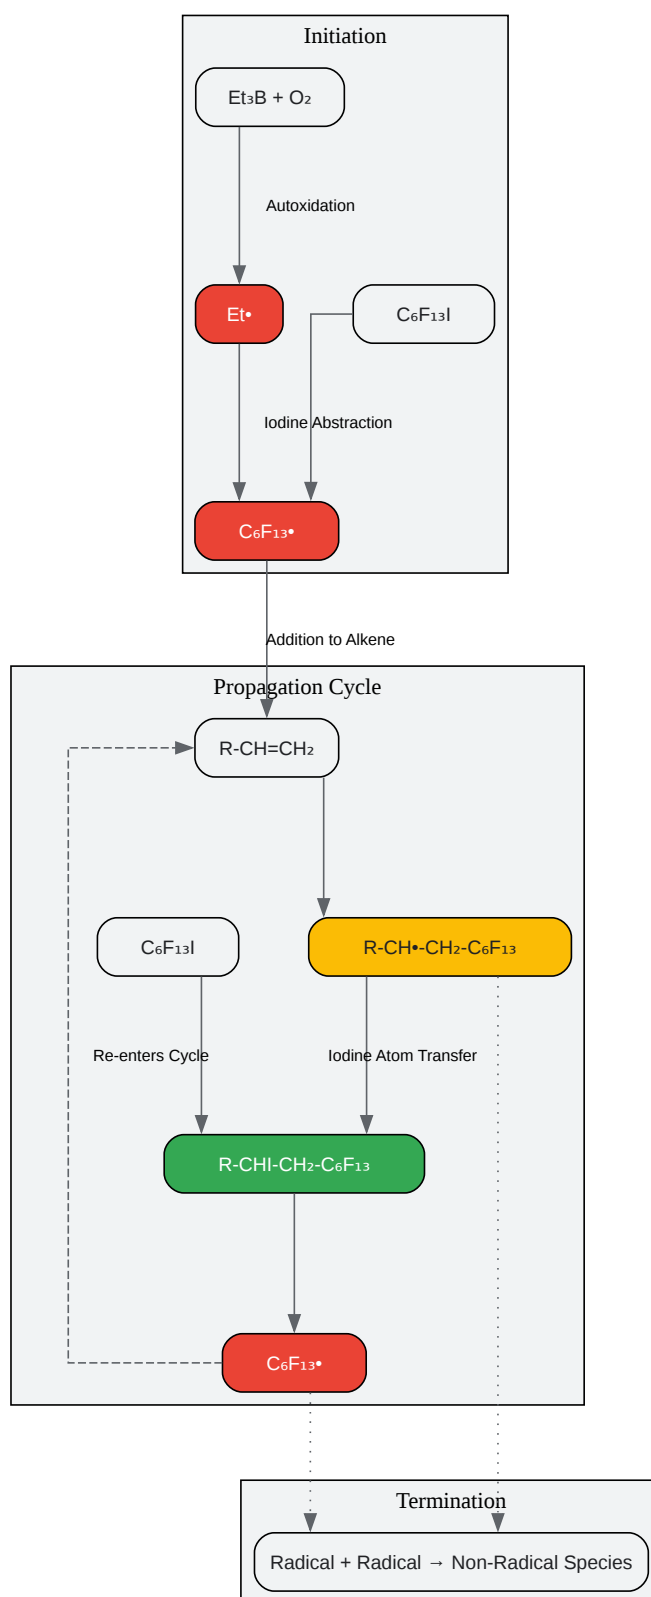 Initiation
Et₃B + O₂
Autoxidation
Et•
C₆F₁₃I
Iodine Abstraction
C₆F₁₃•
Addition to Alkene
Propagation Cycle
R-CH=CH₂
C₆F₁₃I
R-CH•-CH₂-C₆F₁₃
Re-enters Cycle
Iodine Atom Transfer
R-CHI-CH₂-C₆F₁₃
C₆F₁₃•
Termination
Radical + Radical → Non-Radical Species